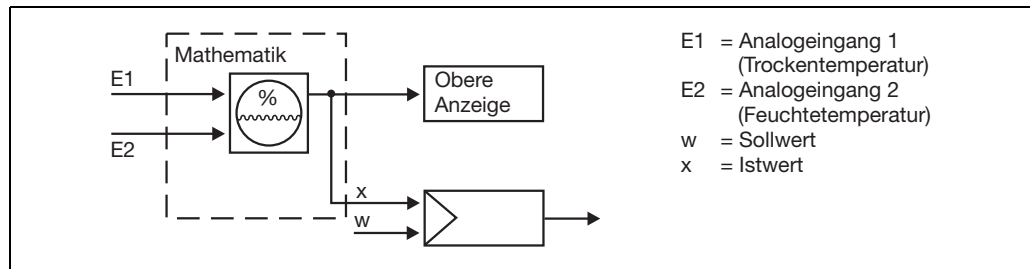 Mathematik
E1
E2
%
Obere
Anzeige
x
w
E1 = Analogeingang 1
(Trockentemperatur)
E2 = Analogeingang 2
(Feuchtetemperatur)
w = Sollwert
x = Istwert